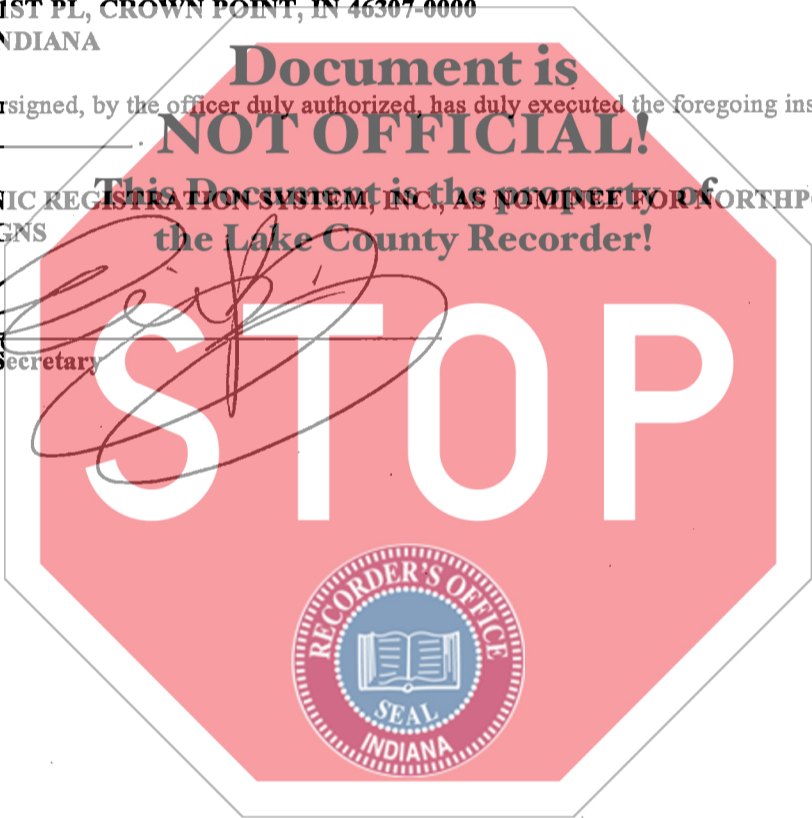 1ST PL, CROWN POINT, IN 46307-0000
NDIANA
Document is
rsigned, by the officer duly authorized, has duly executed the foregoing ins
NOT OFFICIAL!
NIC REGISTRATION SYSTEM, INC., AS NOMINEE FOR NORTHP
This Document is the property of
GNS
the Lake County Recorder!
Secretary
STOP
RECORDER'S OFFICE
SEAL
INDIANA